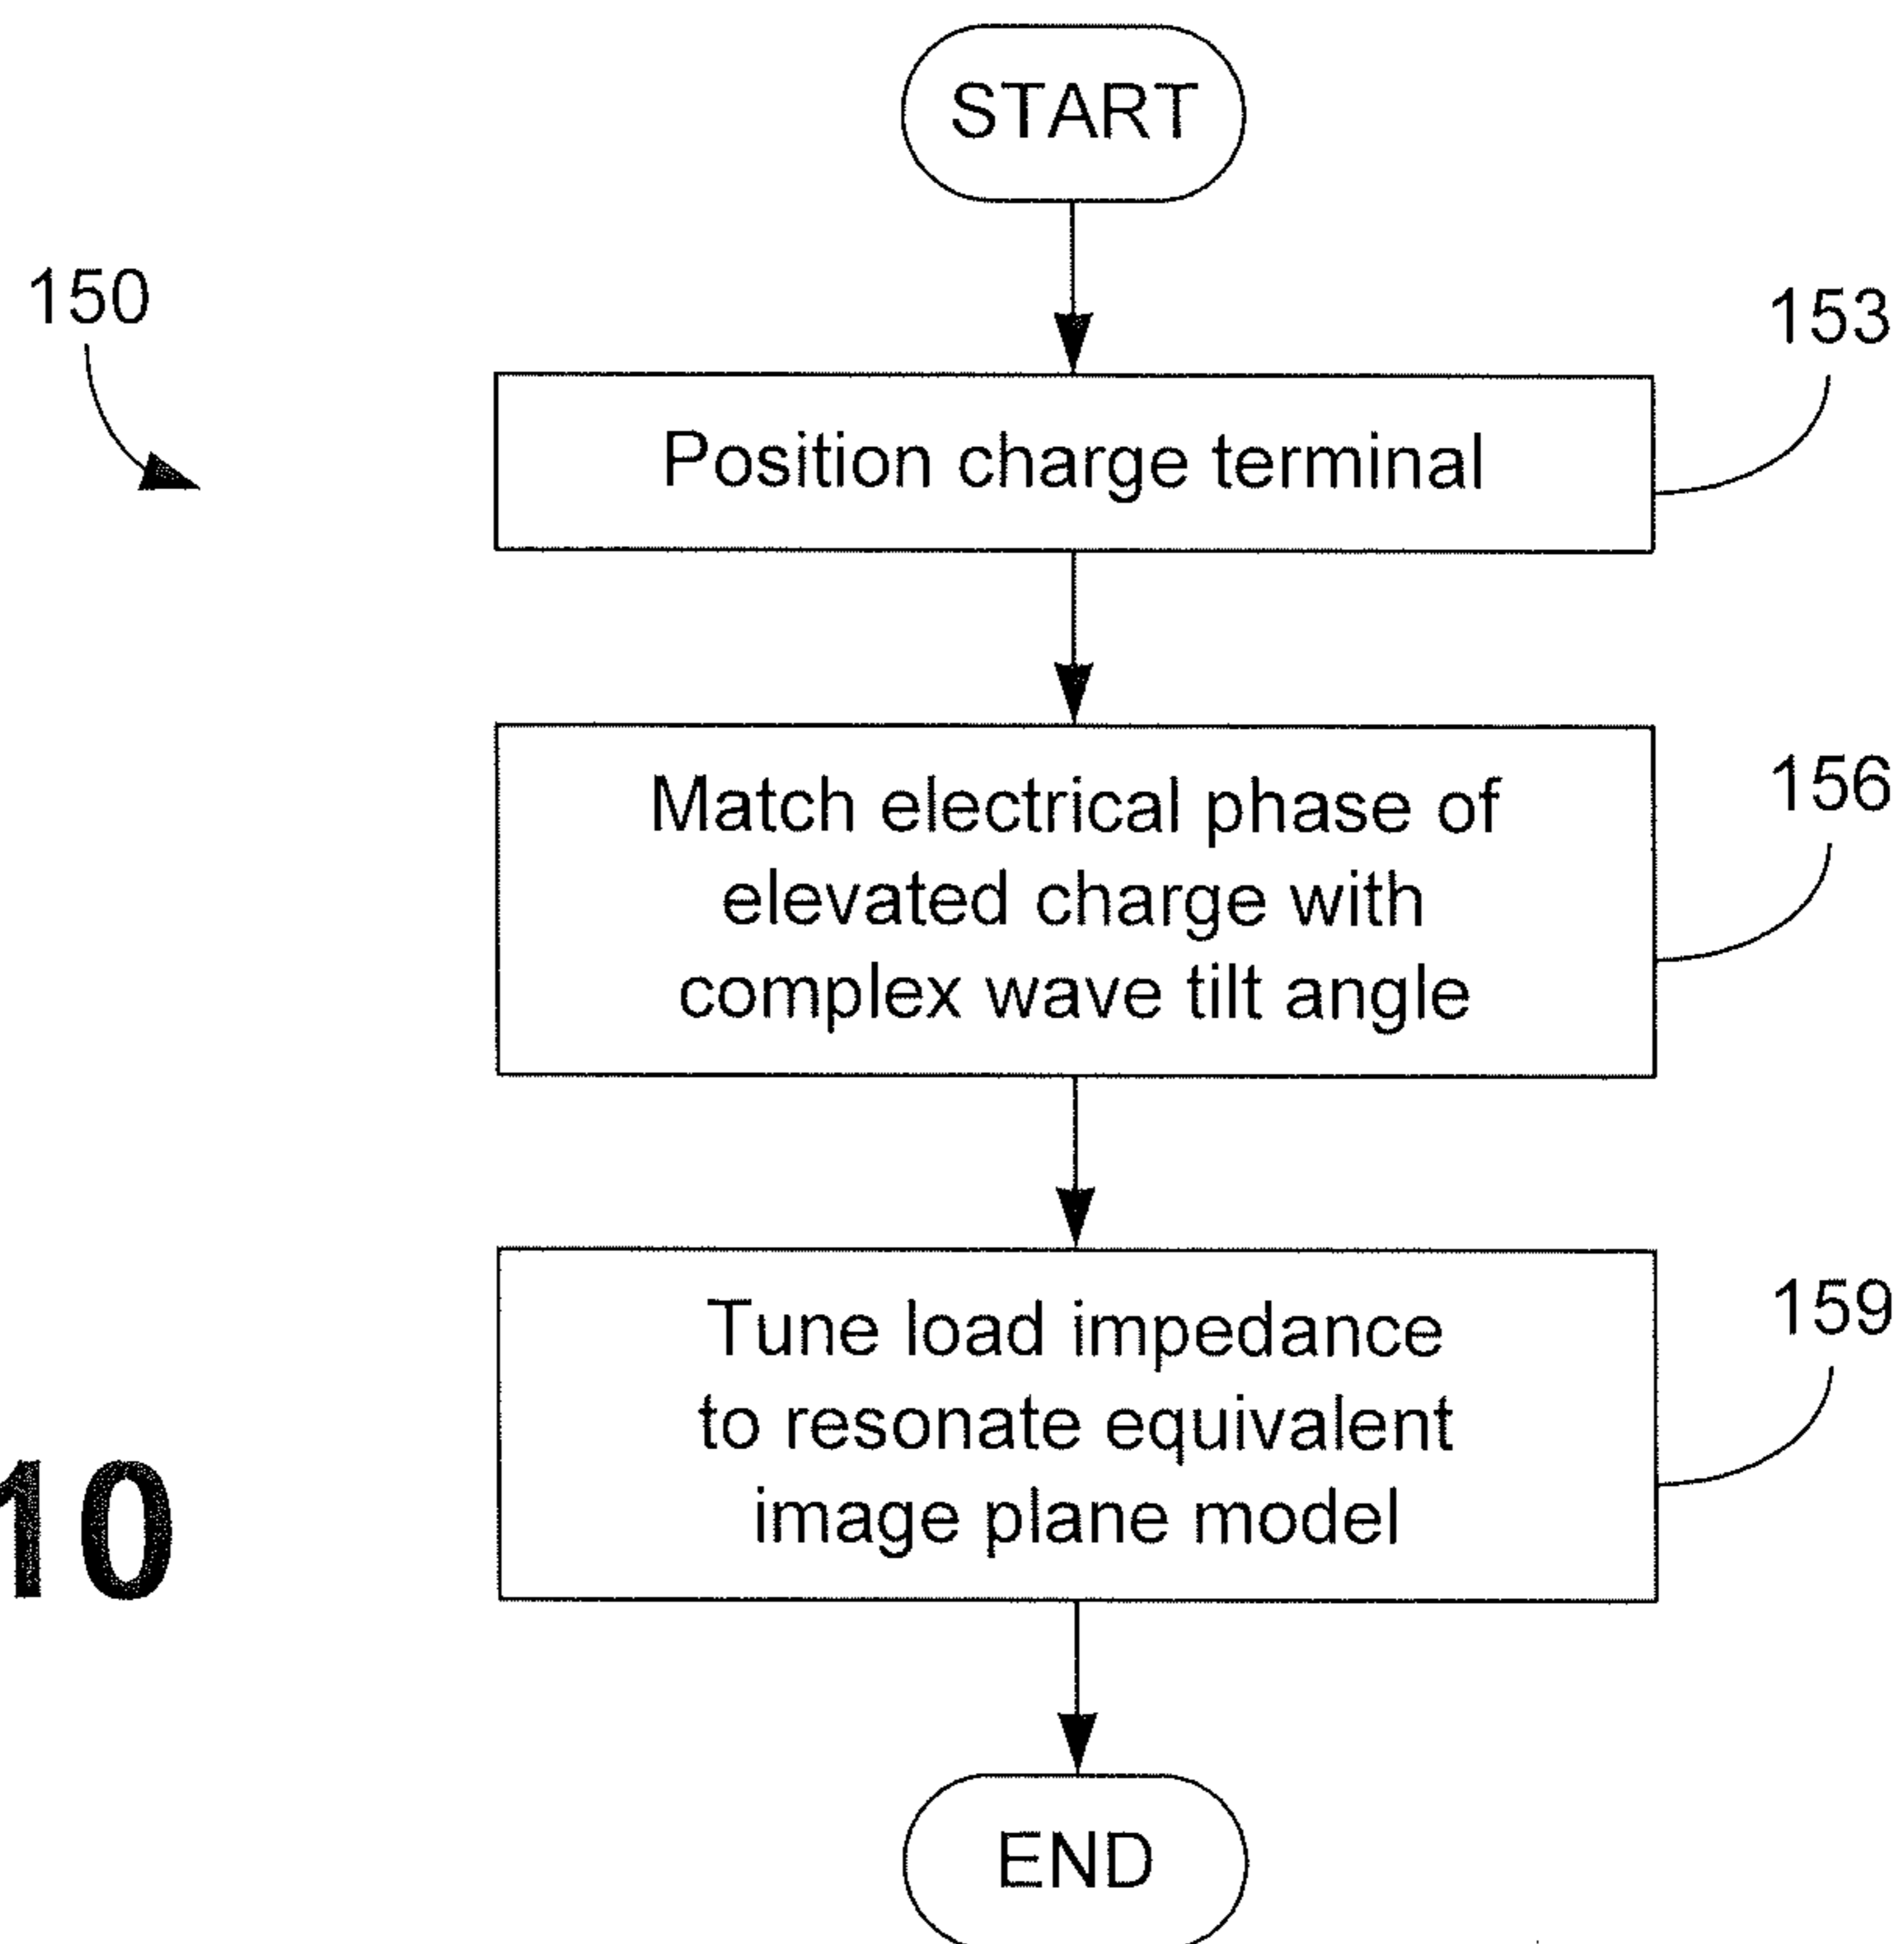 START
150
153
Position charge terminal
156
Match electrical phase of
elevated charge with
complex wave tilt angle
159
Tune load impedance
to resonate equivalent
image plane model
10
END